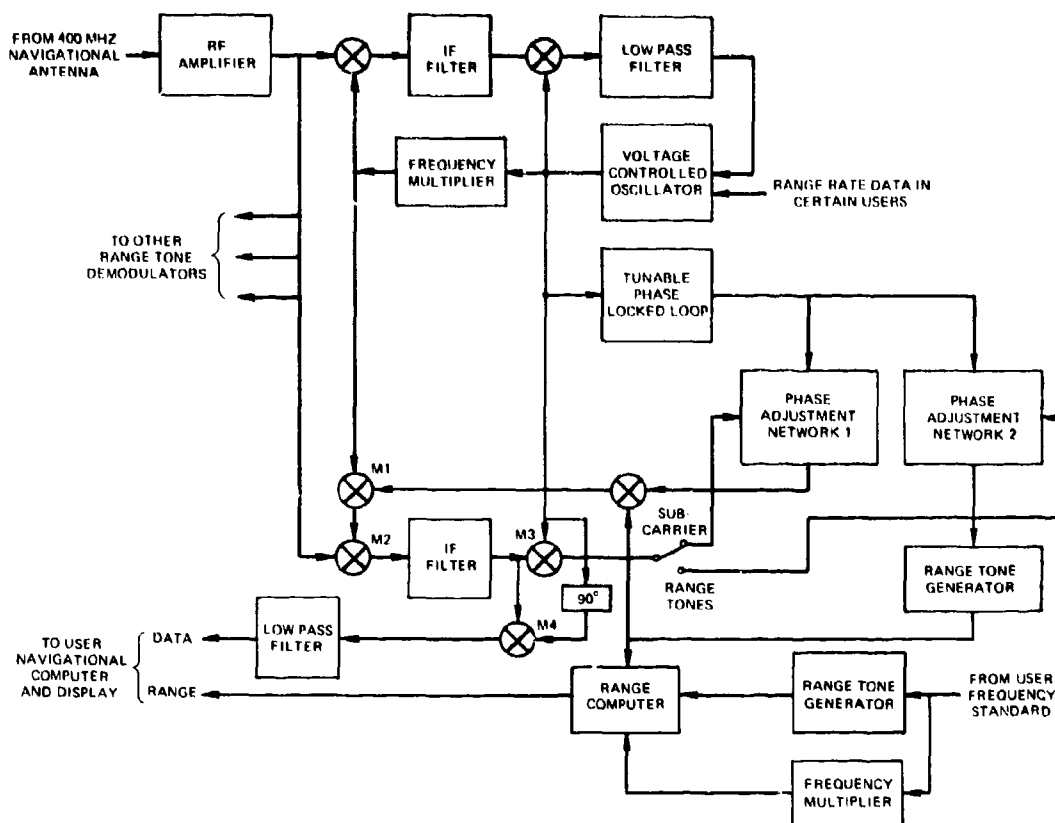 FROM 400 MHZ
NAVIGATIONAL
ANTENNA
RF
AMPLIFIER
IF
FILTER
LOW PASS
FILTER
FREQUENCY
MULTIPLIER
VOLTAGE
CONTROLLED
OSCILLATOR
RANGE RATE DATA IN
CERTAIN USERS
TO OTHER
RANGE TONE
DEMODULATORS
TUNABLE
PHASE
LOCKED LOOP
PHASE
ADJUSTMENT
NETWORK 1
PHASE
ADJUSTMENT
NETWORK 2
M1
SUB-
CARRIER
M2
IF
FILTER
M3
RANGE
TONES
90°
RANGE TONE
GENERATOR
M4
LOW PASS
FILTER
TO USER
NAVIGATIONAL
COMPUTER
AND DISPLAY
DATA
RANGE
RANGE
COMPUTER
RANGE TONE
GENERATOR
FROM USER
FREQUENCY
STANDARD
FREQUENCY
MULTIPLIER